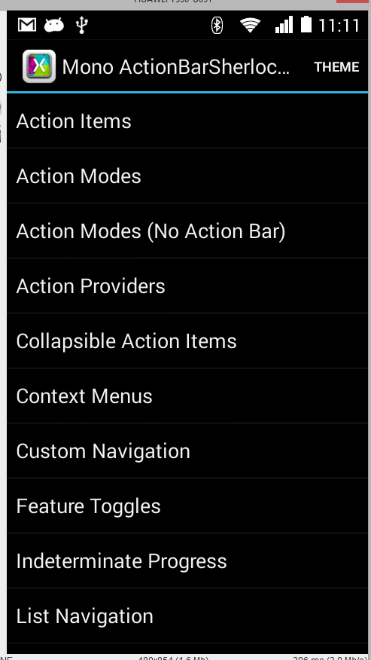 11:11
Mono ActionBarSherloc... THEME
Action Items
Action Modes
Action Modes (No Action Bar)
Action Providers
Collapsible Action Items
Context Menus
Custom Navigation
Feature Toggles
Indeterminate Progress
List Navigation